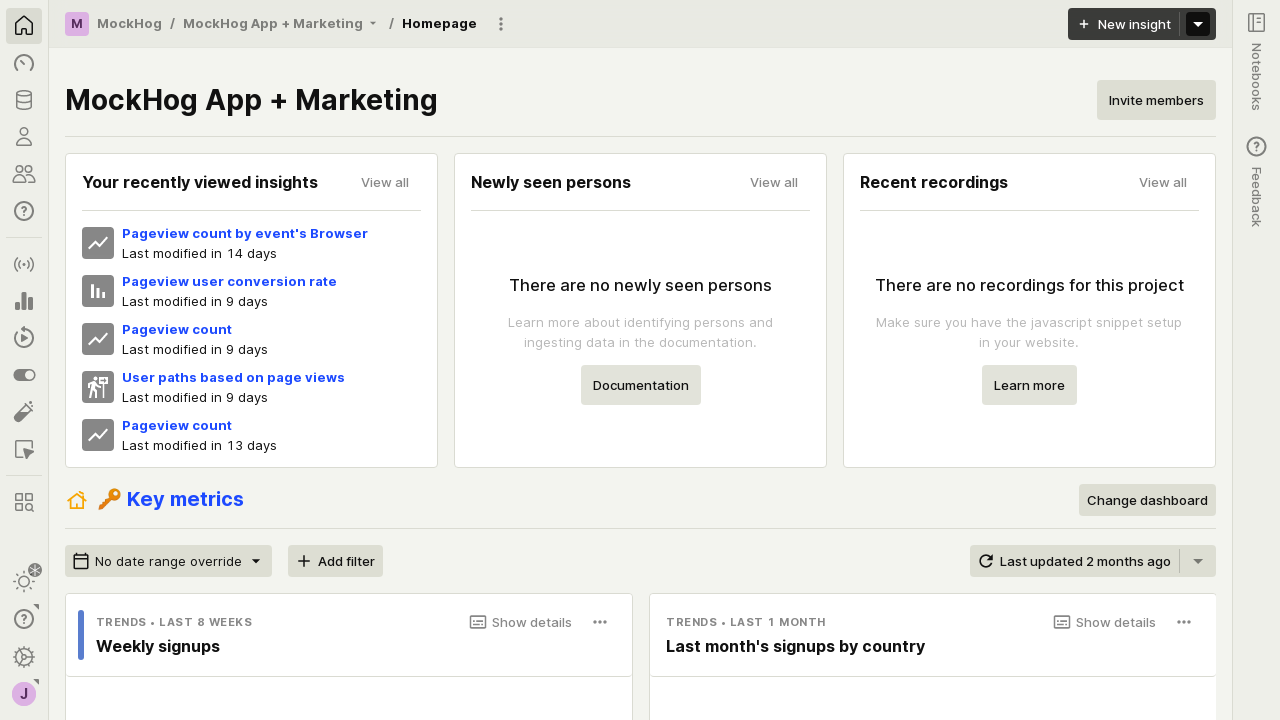 M MockHog / MockHog App + Marketing / Homepage
New insight
Notebooks
Feedback
MockHog App + Marketing
Invite members
Your recently viewed insights
View all
Pageview count by event's Browser
Last modified in 14 days
Pageview user conversion rate
Last modified in 9 days
Pageview count
Last modified in 9 days
User paths based on page views
Last modified in 9 days
Pageview count
Last modified in 13 days
Newly seen persons
View all
There are no newly seen persons
Learn more about identifying persons and
ingesting data in the documentation.
Documentation
Recent recordings
View all
There are no recordings for this project
Make sure you have the javascript snippet setup
in your website.
Learn more
Key metrics
Change dashboard
No date range override
Add filter
Last updated 2 months ago
TRENDS • LAST 8 WEEKS
Show details
Weekly signups
TRENDS • LAST 1 MONTH
Show details
Last month's signups by country
J